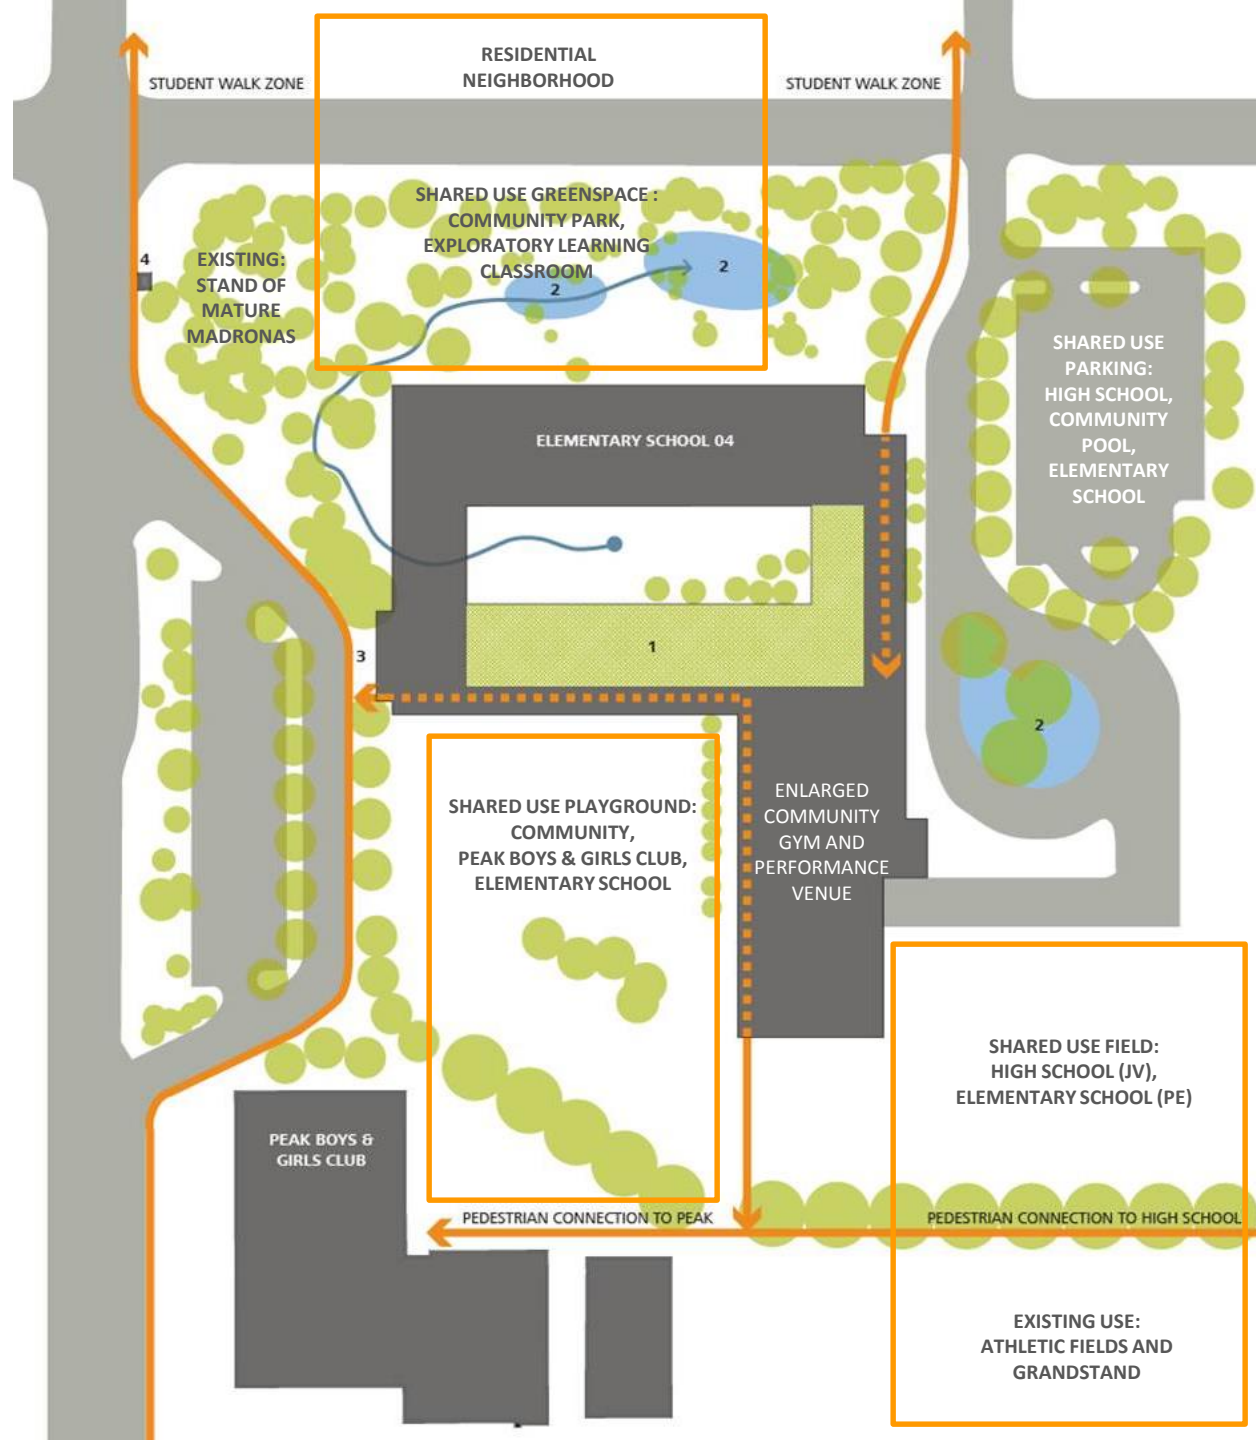 RESIDENTIAL
NEIGHBORHOOD
STUDENT WALK ZONE
STUDENT WALK ZONE
SHARED USE GREENSPACE :
COMMUNITY PARK,
EXPLORATORY LEARNING
CLASSROOM
4
EXISTING:
STAND OF
MATURE
MADRONAS
2
2
SHARED USE
PARKING:
HIGH SCHOOL,
COMMUNITY
POOL,
ELEMENTARY
SCHOOL
ELEMENTARY SCHOOL 04
1
3
2
SHARED USE PLAYGROUND:
COMMUNITY,
PEAK BOYS & GIRLS CLUB,
ELEMENTARY SCHOOL
ENLARGED
COMMUNITY
GYM AND
PERFORMANCE
VENUE
SHARED USE FIELD:
HIGH SCHOOL (JV),
ELEMENTARY SCHOOL (PE)
PEAK BOYS &
GIRLS CLUB
PEDESTRIAN CONNECTION TO PEAK
PEDESTRIAN CONNECTION TO HIGH SCHOOL
EXISTING USE:
ATHLETIC FIELDS AND
GRANDSTAND